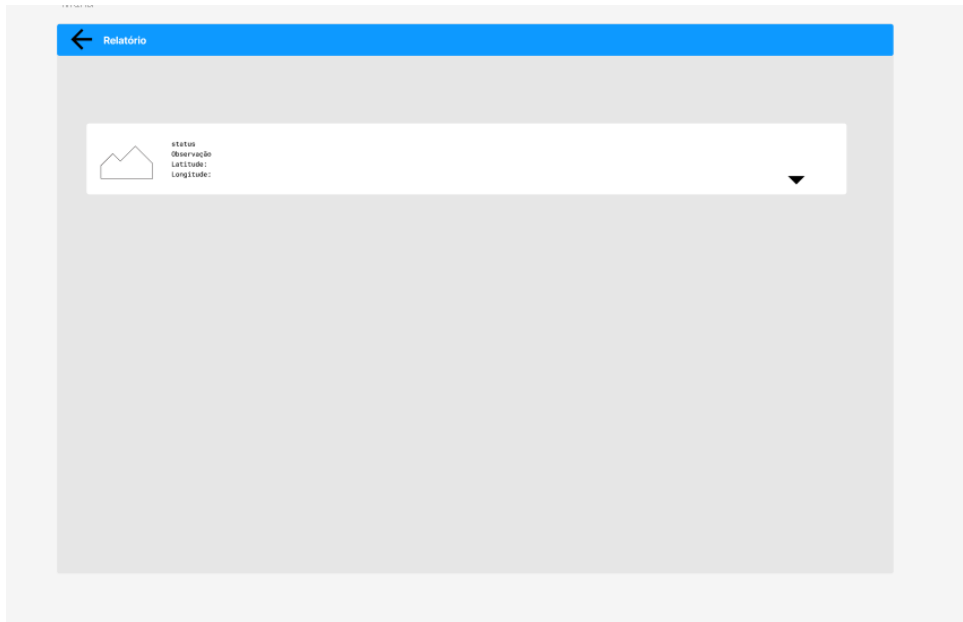 Relatório
status
Observação
Latitude:
Longitude: